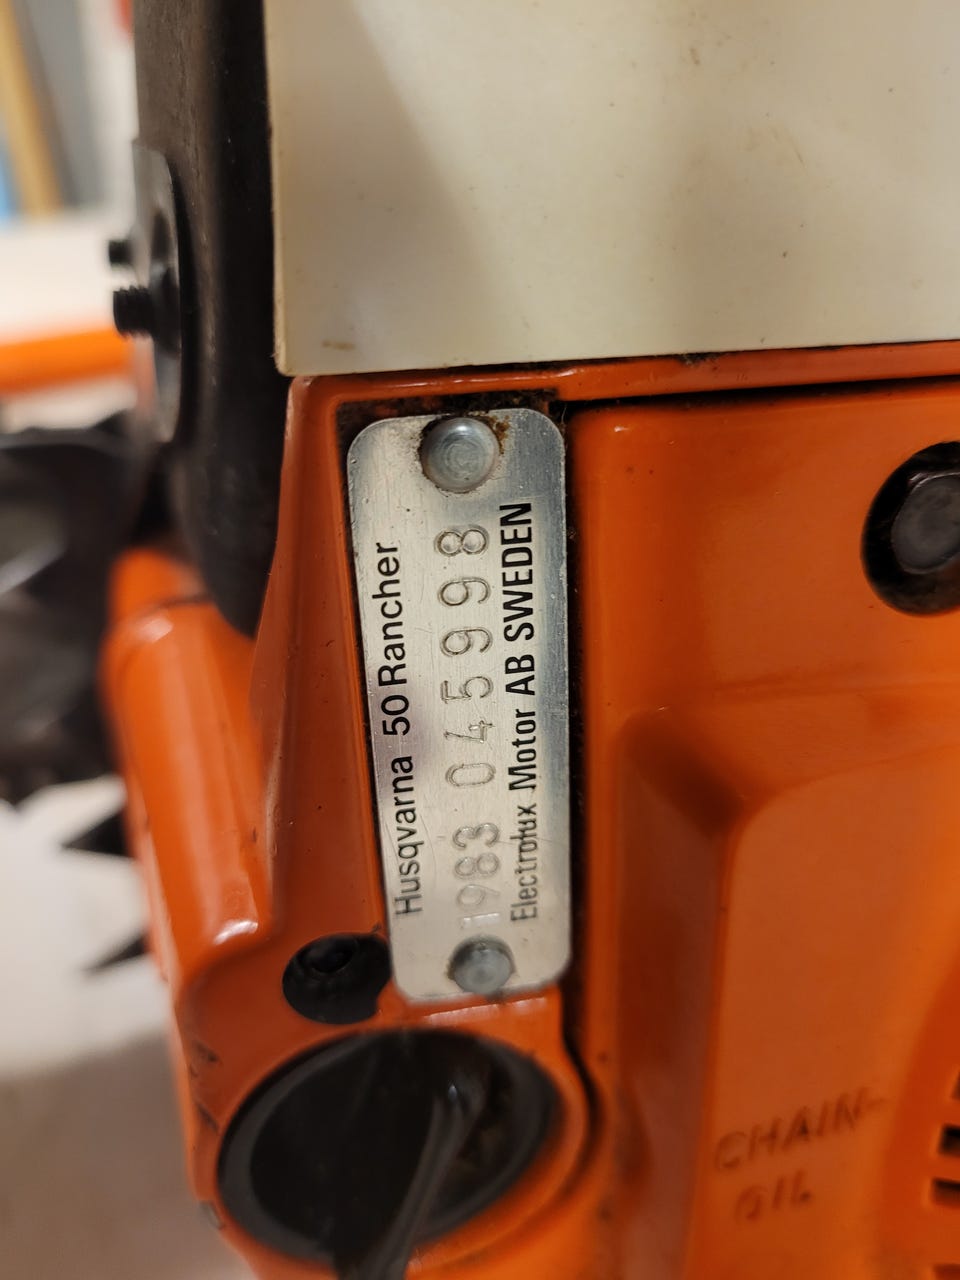 Husqvarna 50 Rancher
1983 045998
Electrolux Motor AB SWEDEN
CHAIN-
OIL